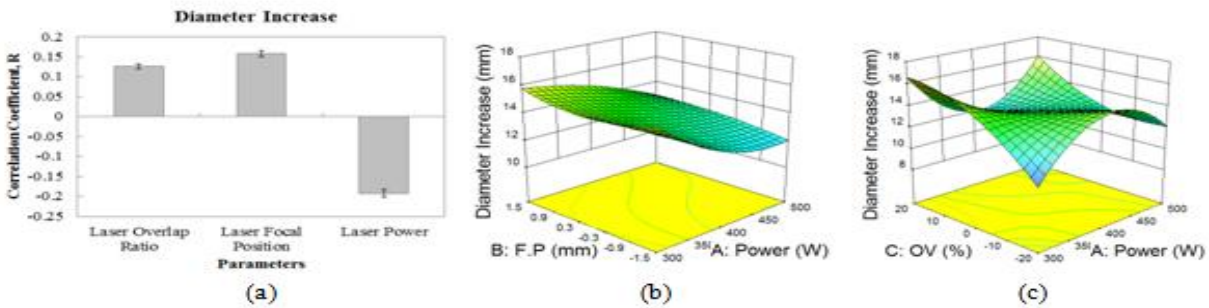 Diameter Increase
Correlation Coefficient, R
0.2
0.15
0.1
0.05
0
-0.05
-0.1
-0.15
-0.2
-0.25
Laser Overlap Ratio
Laser Focal Position
Laser Power
Parameters
(a)
Diameter Increase (mm)
18
16
14
12
10
1.5
0.9
0.3
-0.3
-0.9
-1.5
300
400
450
500
B: F.P (mm)
A: Power (W)
(b)
Diameter Increase (mm)
18
16
14
12
10
8
20
10
0
-10
-20
300
400
450
500
C: OV (%)
A: Power (W)
(c)